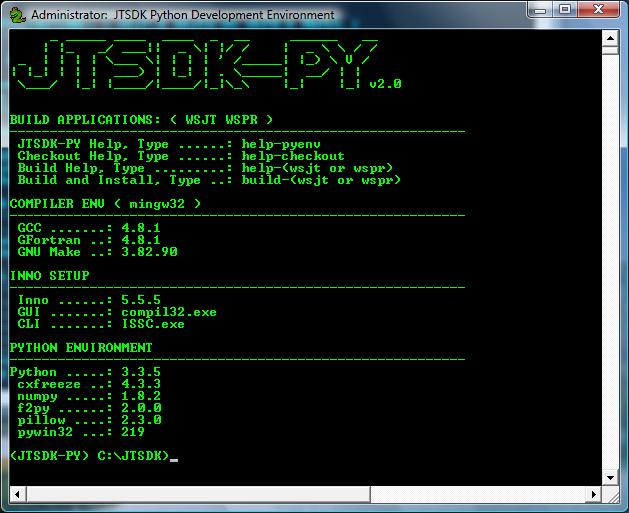 Administrator: JTSDK Python Development Environment
JTSDK-PY v2.0
BUILD APPLICATIONS: ( WSJT WSPR )
JTSDK-PY Help, Type ......: help-pyenv
Checkout Help, Type ......: help-checkout
Build Help, Type .........: help-(wsjt or wspr)
Build and Install, Type ..: build-(wsjt or wspr)
COMPILER ENV ( mingw32 )
GCC .......: 4.8.1
GFortran ..: 4.8.1
GNU Make ..: 3.82.90
INNO SETUP
Inno ......: 5.5.5
GUI .......: compil32.exe
CLI .......: ISSC.exe
PYTHON ENVIRONMENT
Python .....: 3.3.5
cxfreeze ..: 4.3.3
numpy .....: 1.8.2
f2py ......: 2.0.0
pillow ....: 2.3.0
pywin32 ...: 219
(JTSDK-PY) C:\JTSDK>_